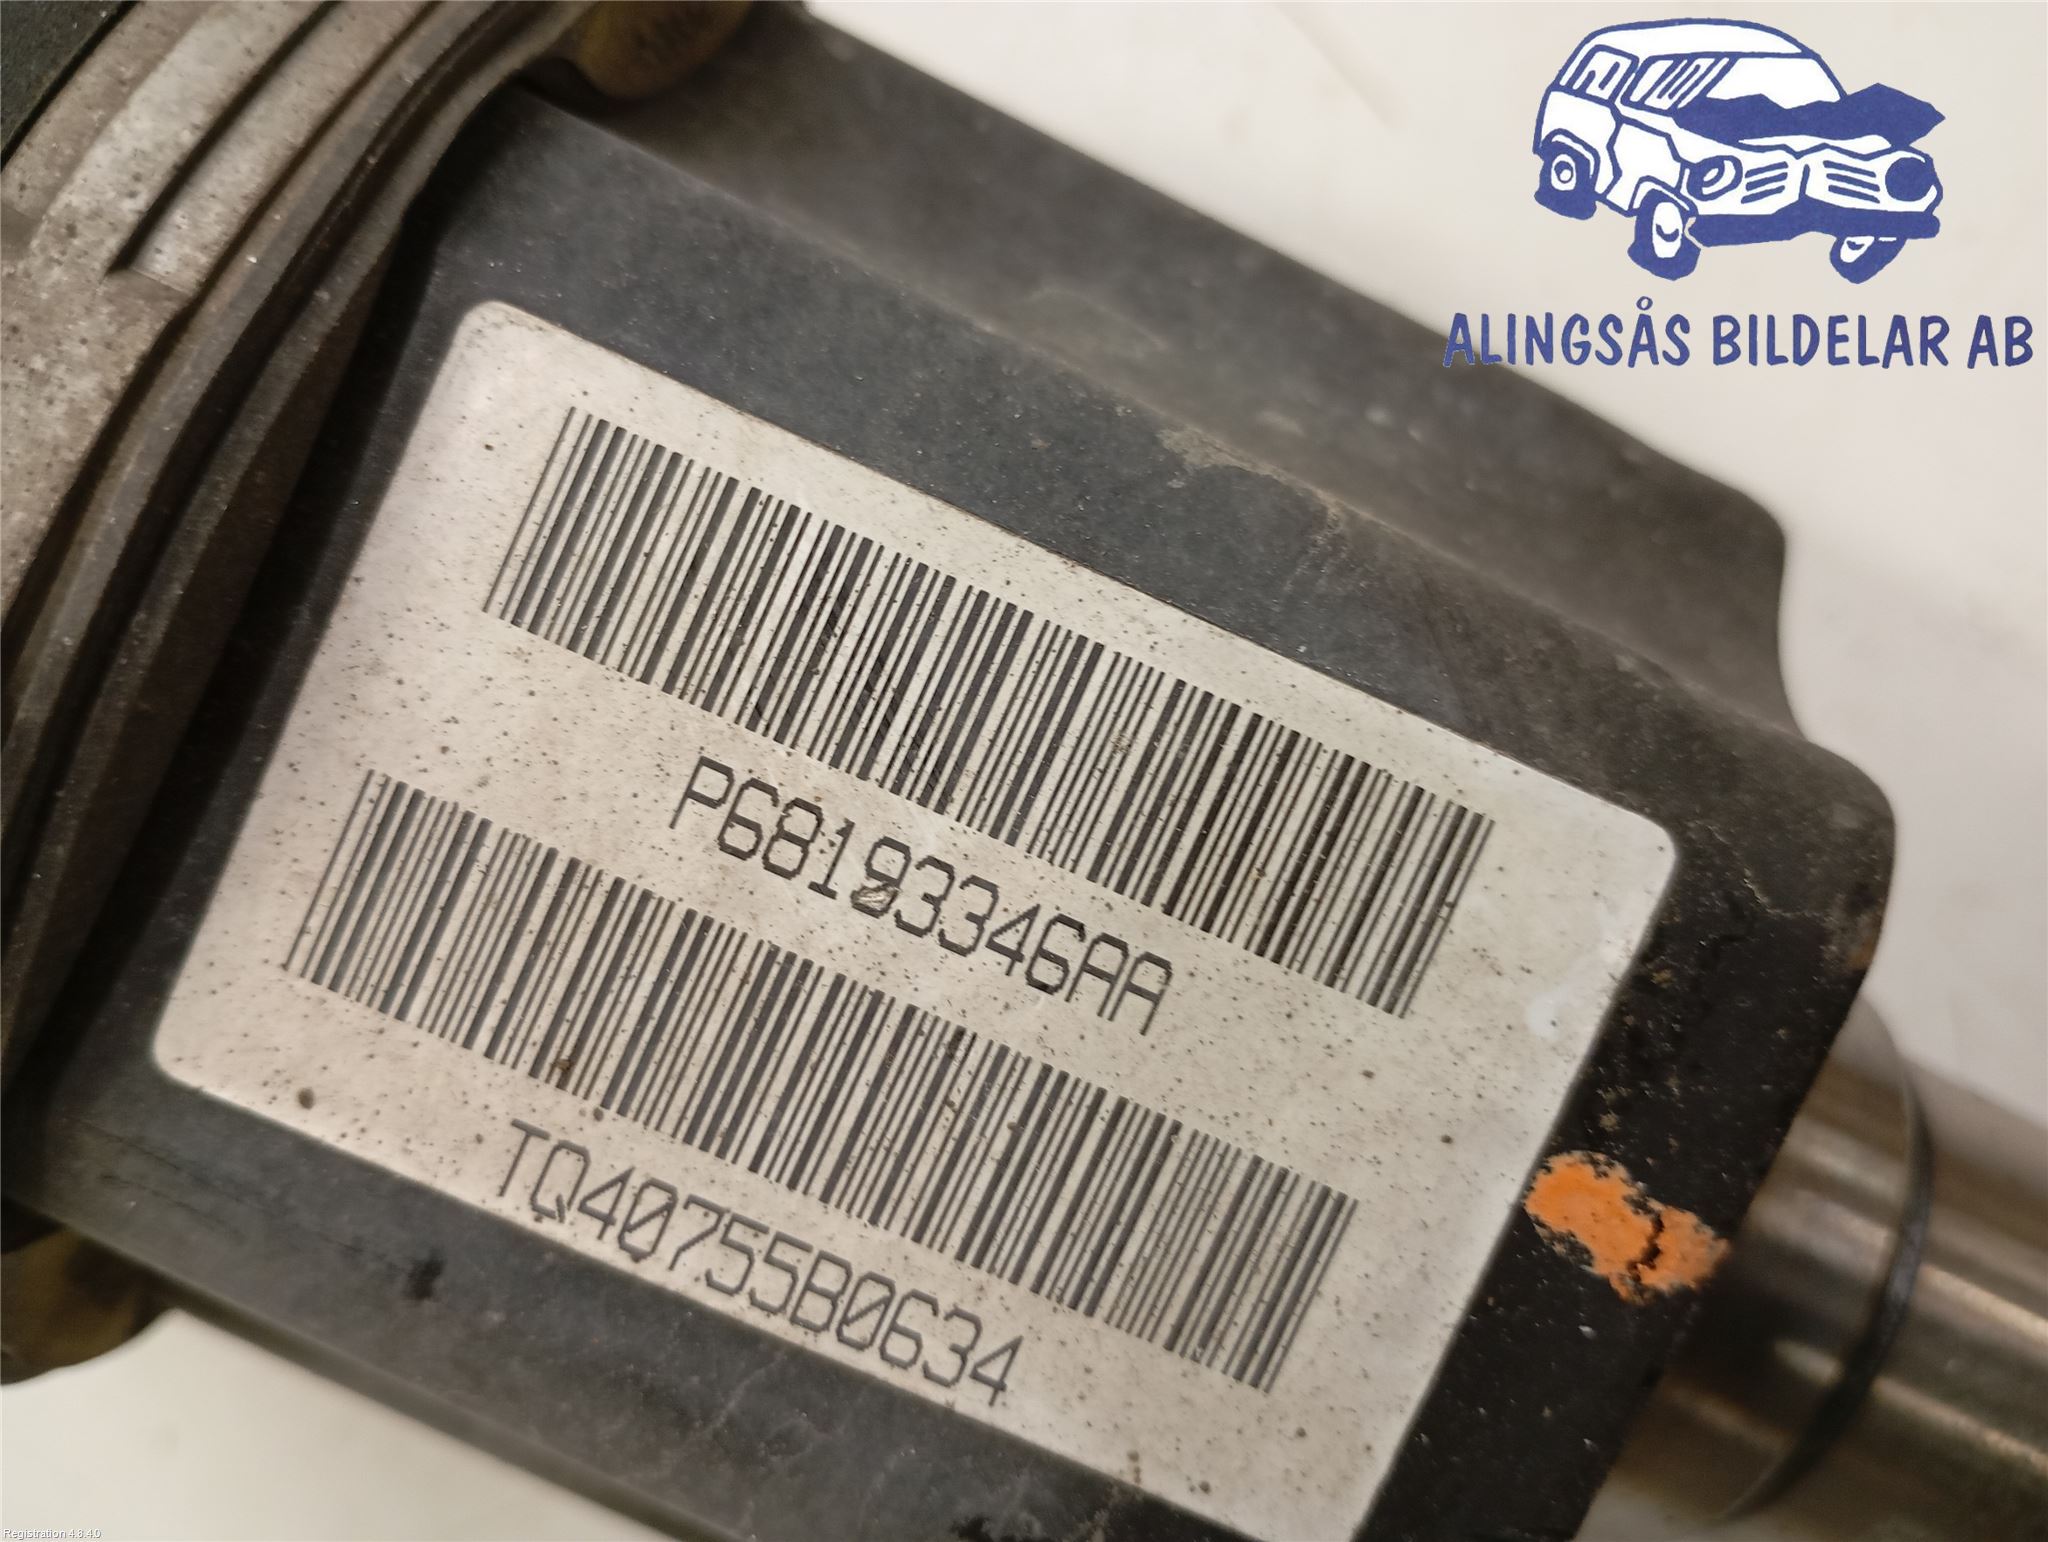 ALINGSÅS BILDELAR AB
P68193346AA
TQ40755B0634
Registration 4.8.4.0